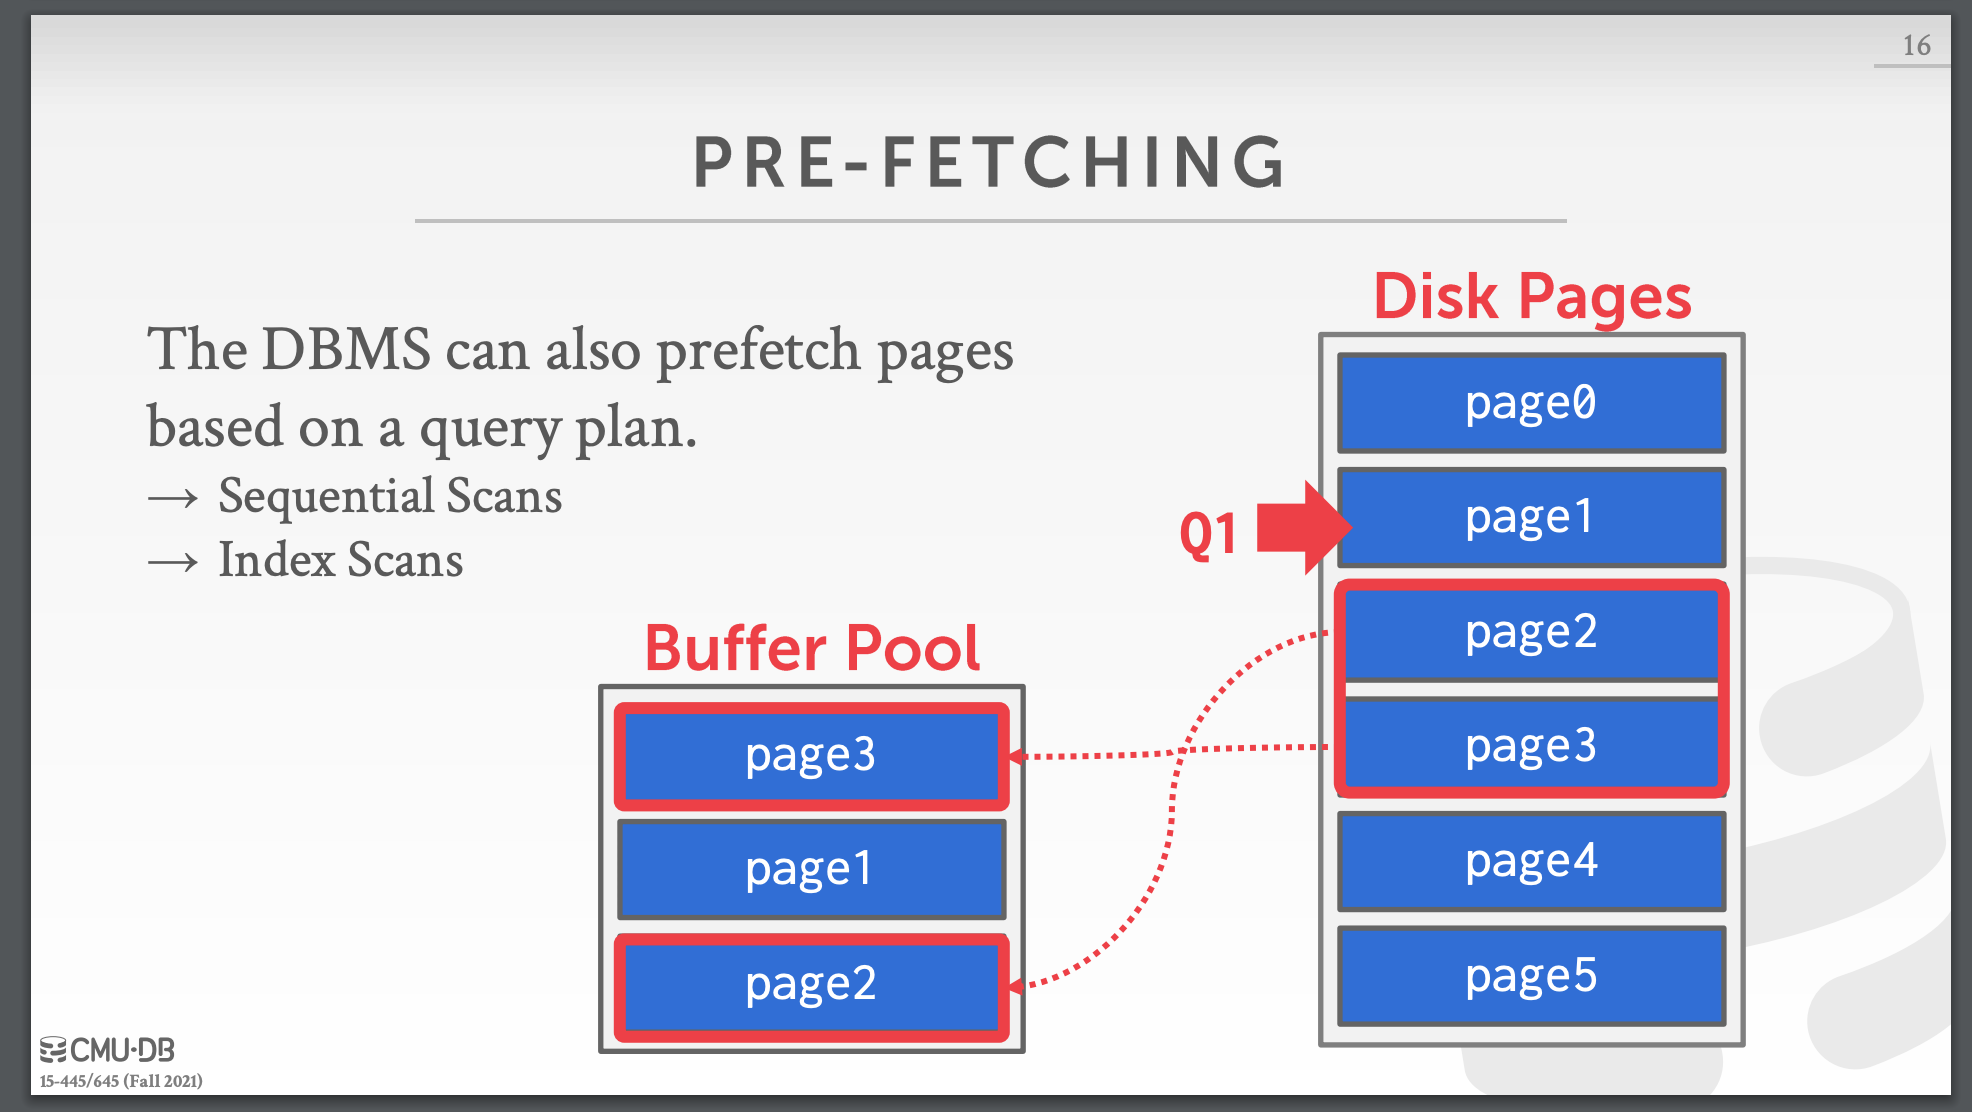 16
PRE-FETCHING
The DBMS can also prefetch pages
based on a query plan.
→ Sequential Scans
→ Index Scans
Buffer Pool
page3
page1
page2
Q1
Disk Pages
page0
page1
page2
page3
page4
page5
CMU·DB
15-445/645 (Fall 2021)